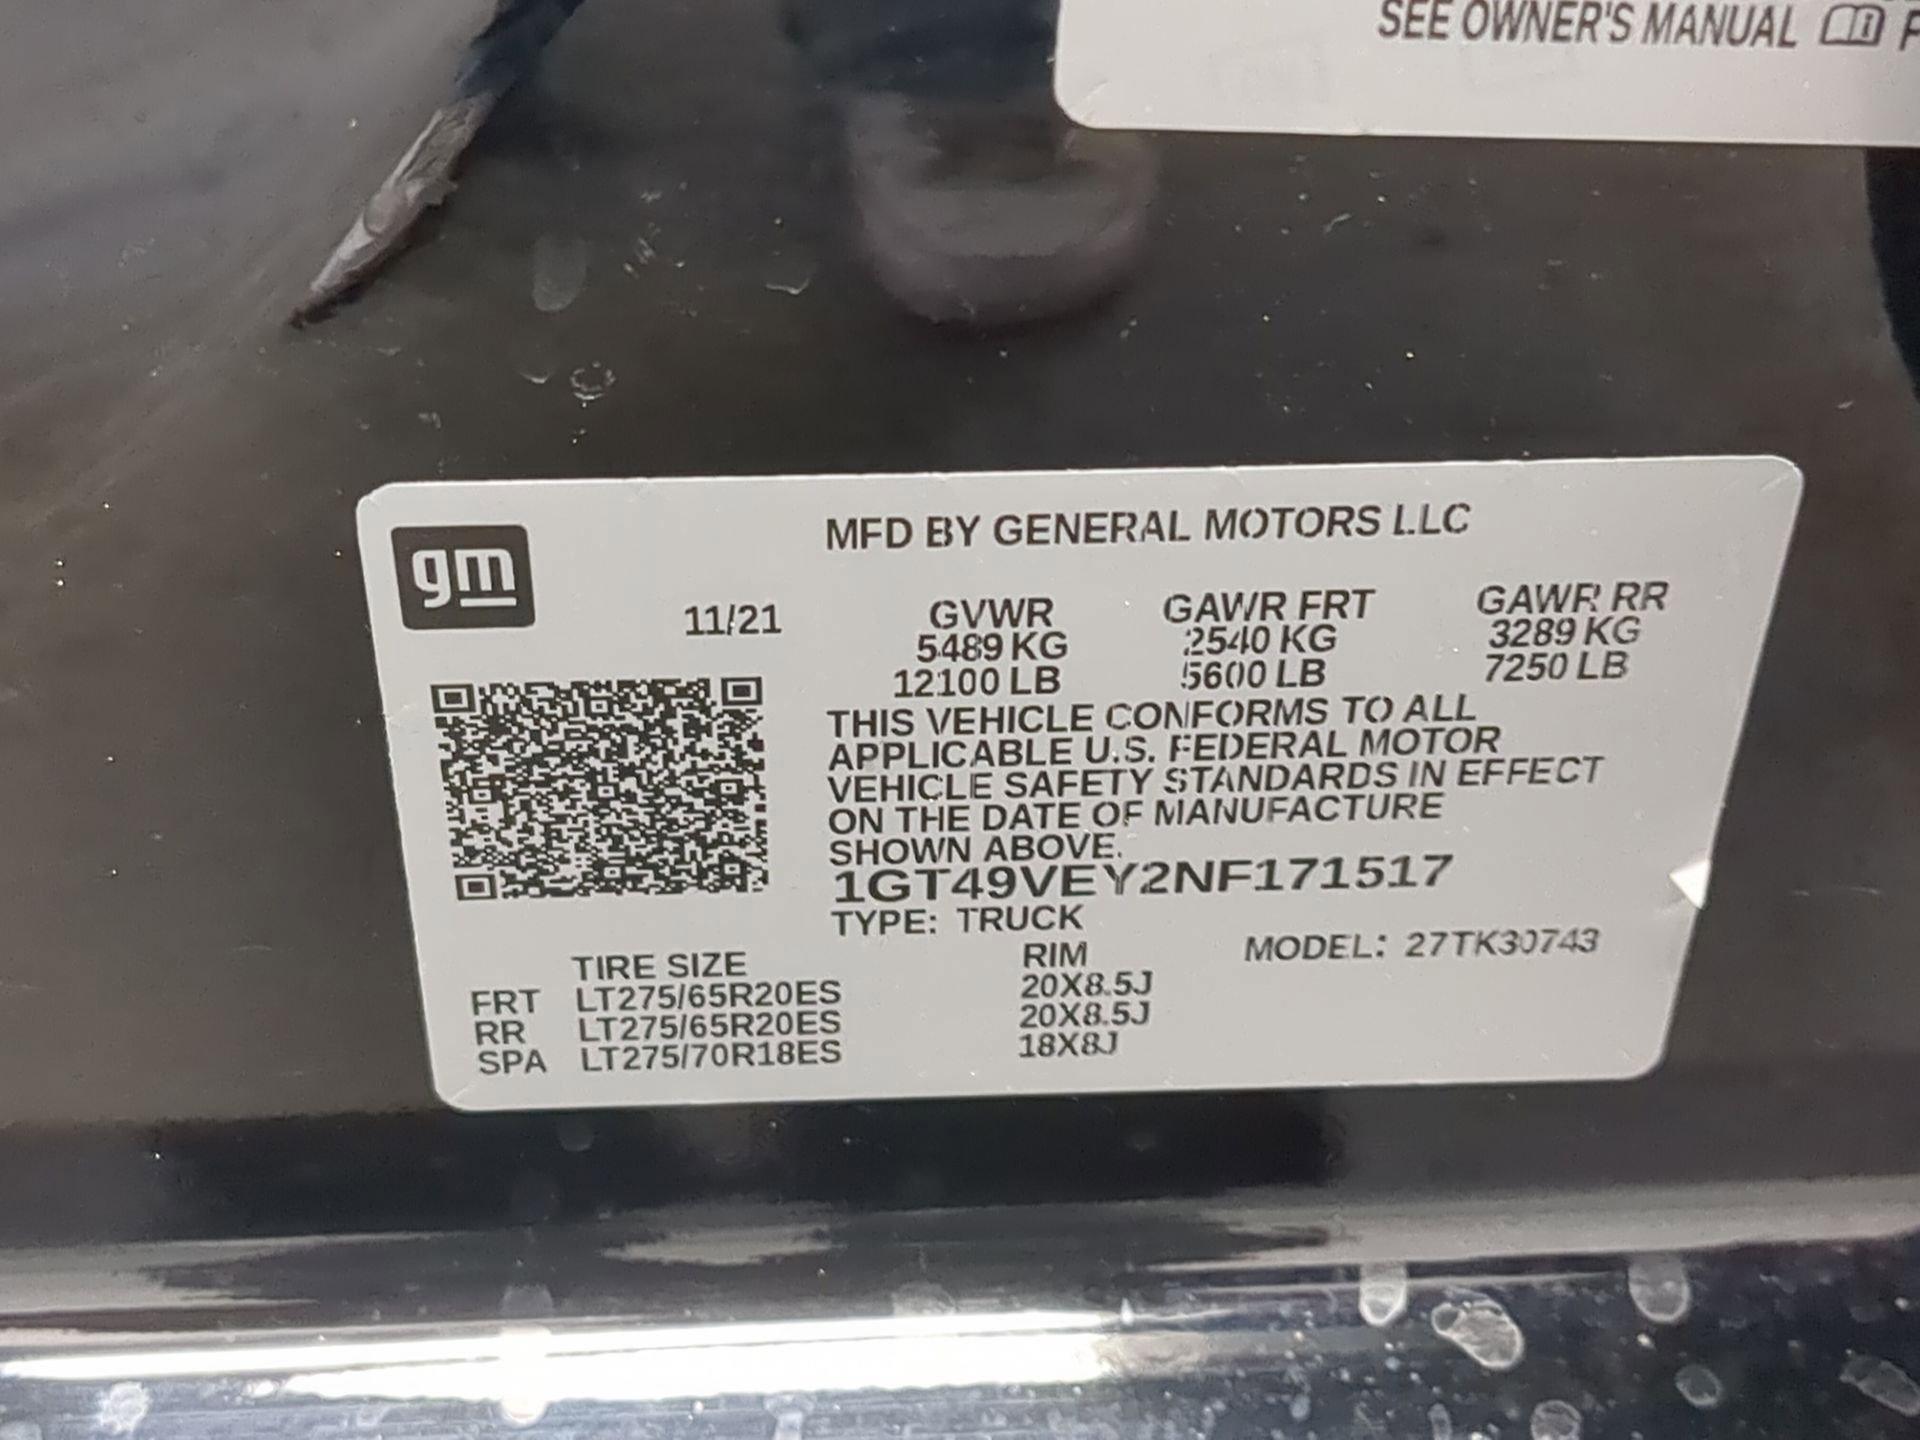 SEE OWNER'S MANUAL
gm
MFD BY GENERAL MOTORS LLC
11/21
GVWR GAWR FRT GAWR RR
5489 KG 2540 KG 3289 KG
12100 LB 5600 LB 7250 LB
THIS VEHICLE CONFORMS TO ALL
APPLICABLE U.S. FEDERAL MOTOR
VEHICLE SAFETY STANDARDS IN EFFECT
ON THE DATE OF MANUFACTURE
SHOWN ABOVE.
1GT49VEY2NF171517
TYPE: TRUCK
TIRE SIZE RIM MODEL: 27TK30743
FRT LT275/65R20ES 20X8.5J
RR LT275/65R20ES 20X8.5J
SPA LT275/70R18ES 18X8J